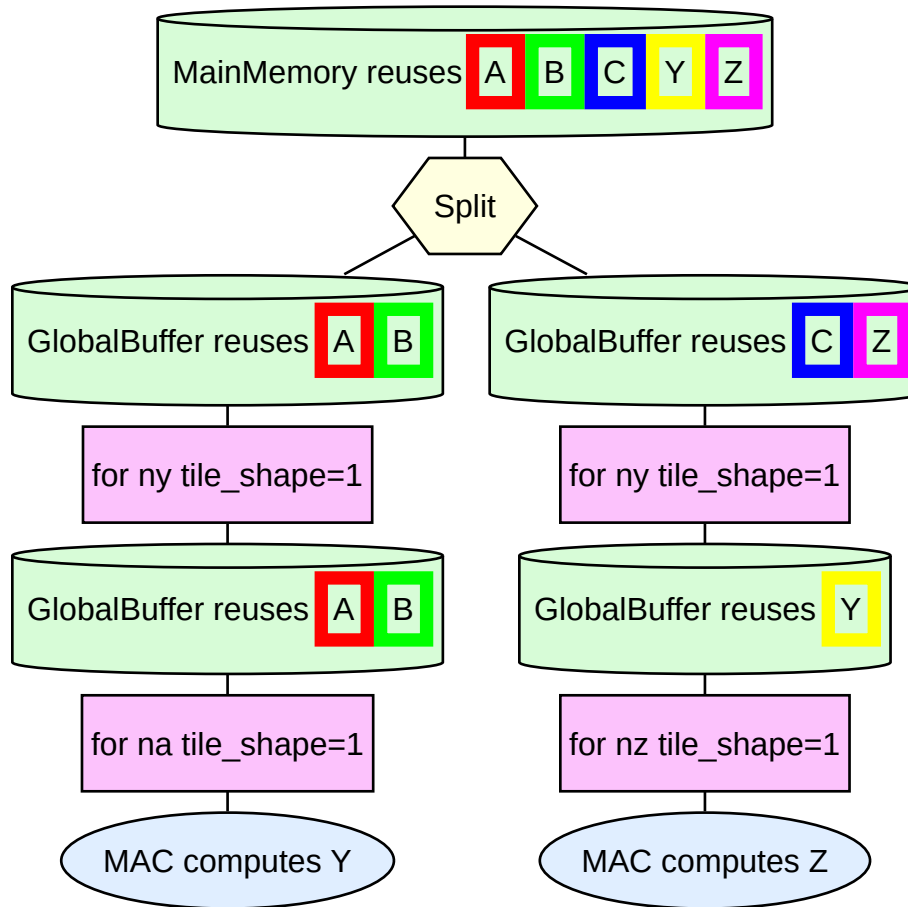 MainMemory reuses A B C Y Z
Split
GlobalBuffer reuses A B
GlobalBuffer reuses C Z
for ny tile_shape=1
for ny tile_shape=1
GlobalBuffer reuses A B
GlobalBuffer reuses Y
for na tile_shape=1
for nz tile_shape=1
MAC computes Y
MAC computes Z